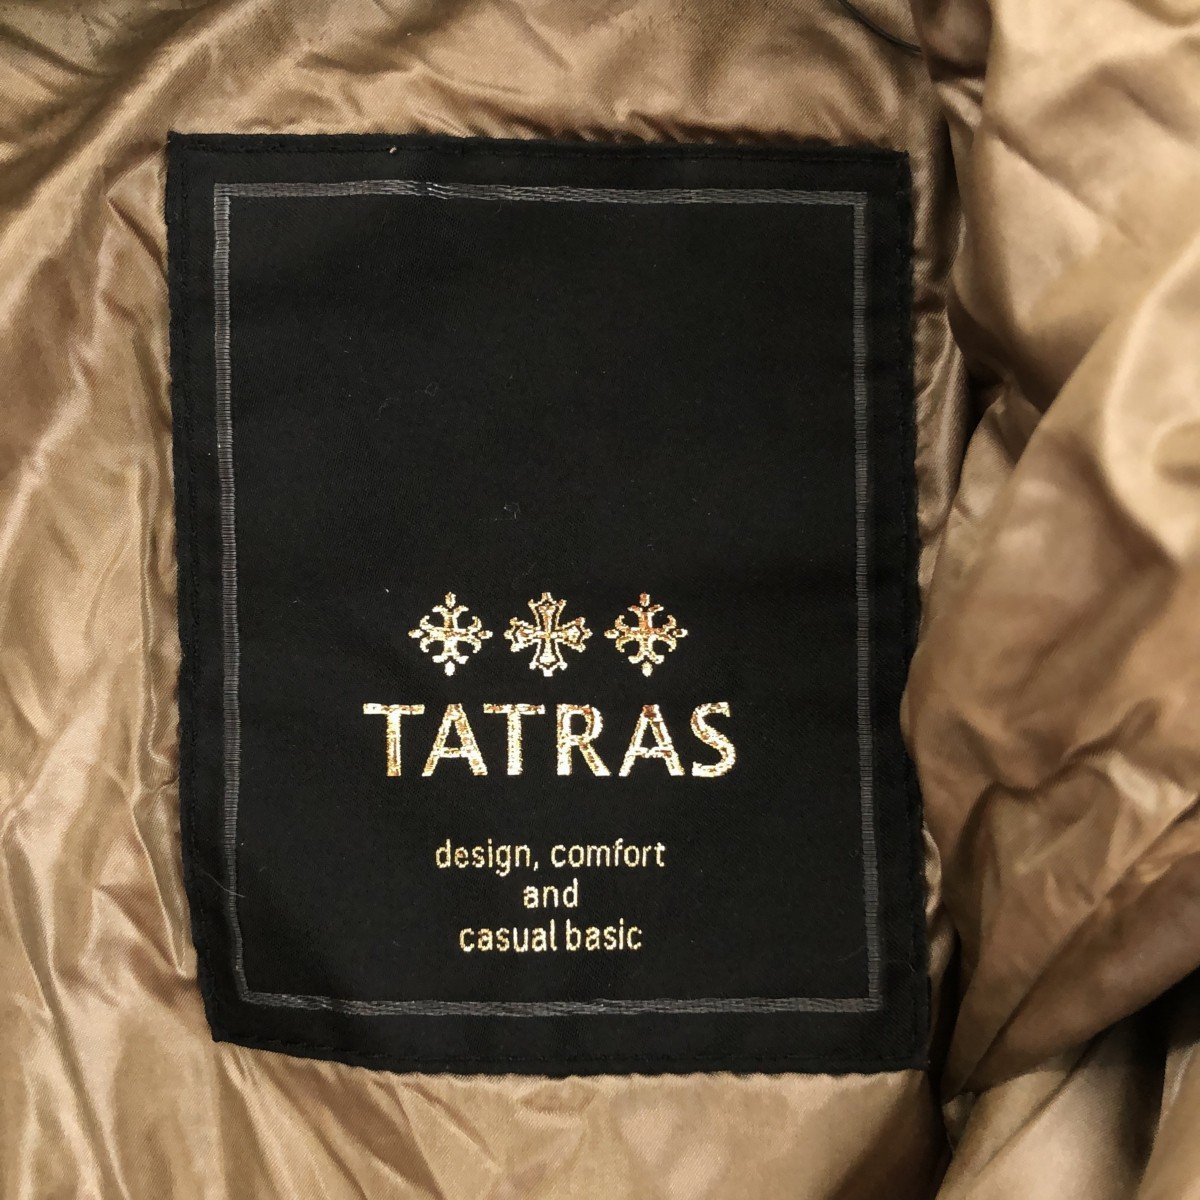 TATRAS
design, comfort
and
casual basic